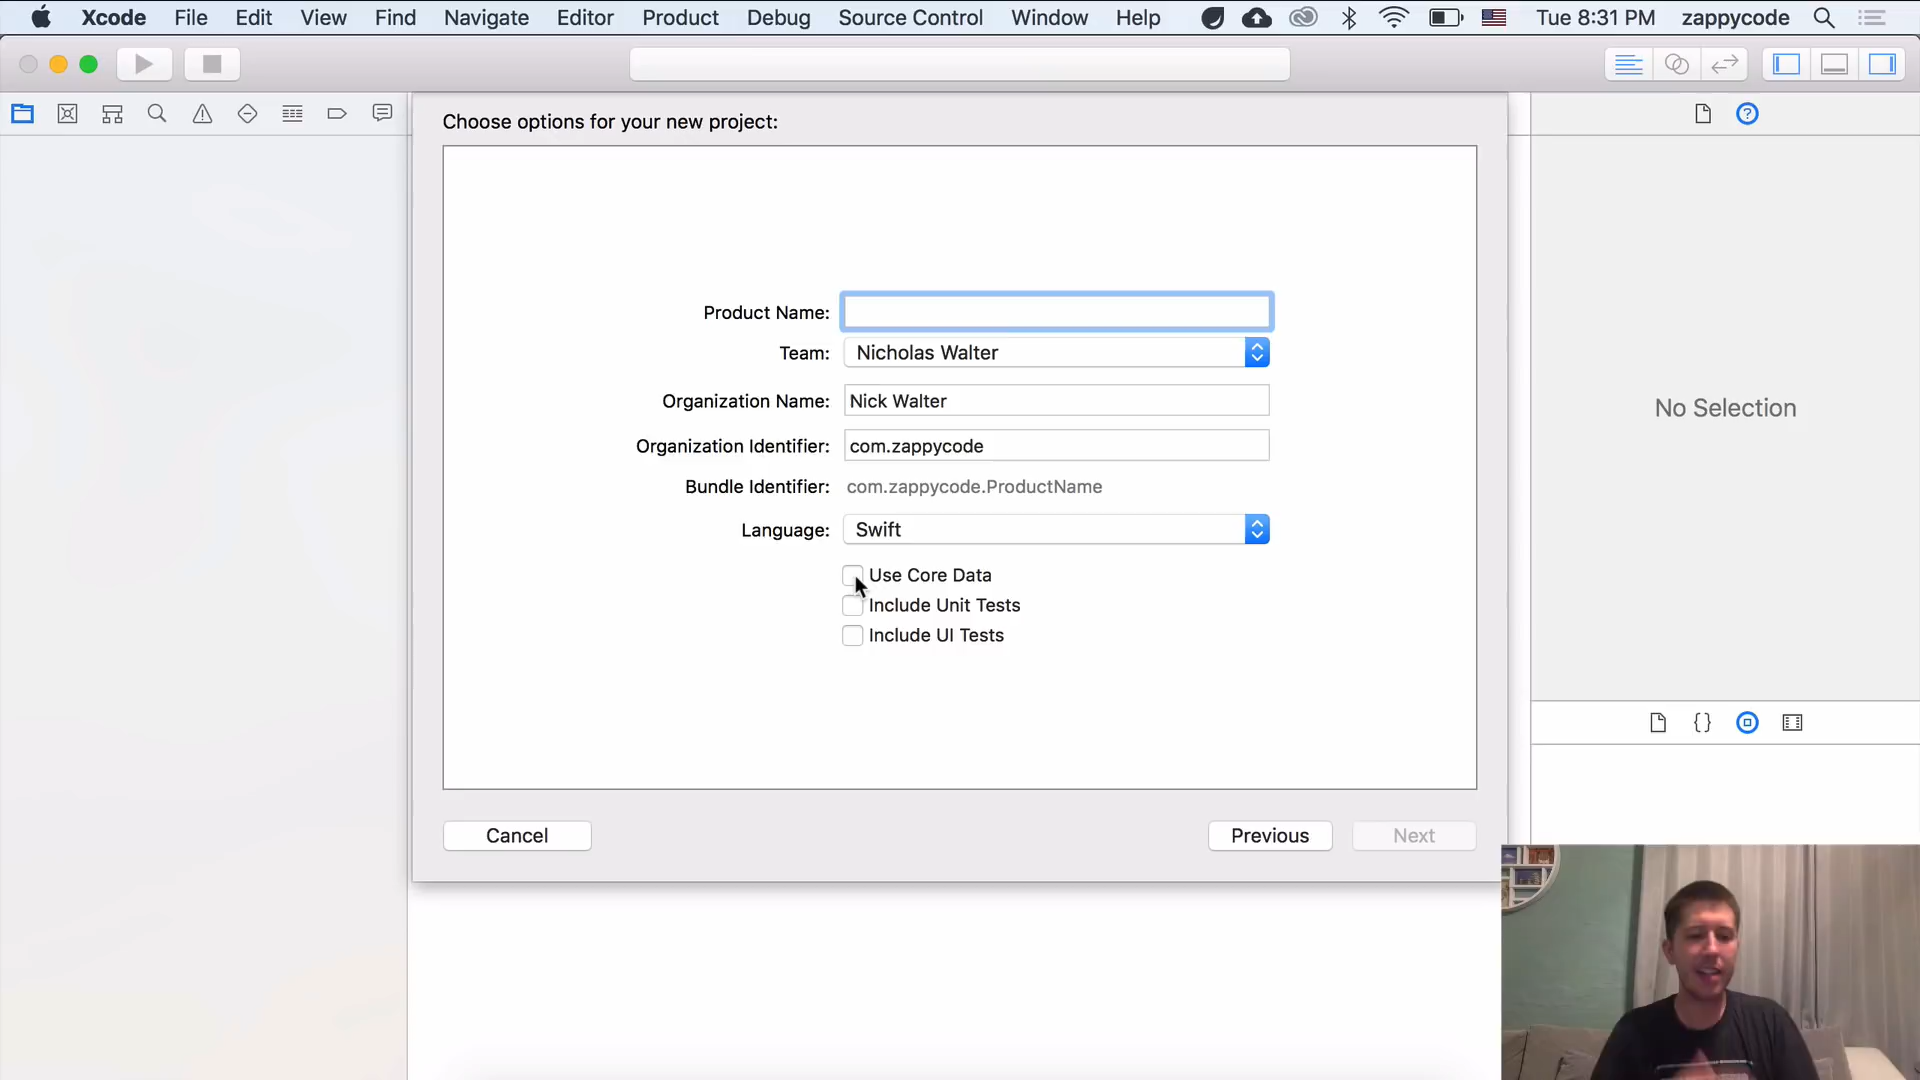 Xcode File Edit View Find Navigate Editor Product Debug Source Control Window Help Tue 8:31 PM zappycode
Choose options for your new project:
Product Name:
Team: Nicholas Walter
Organization Name: Nick Walter
Organization Identifier: com.zappycode
Bundle Identifier: com.zappycode.ProductName
Language: Swift
Use Core Data
Include Unit Tests
Include UI Tests
No Selection
Cancel Previous Next